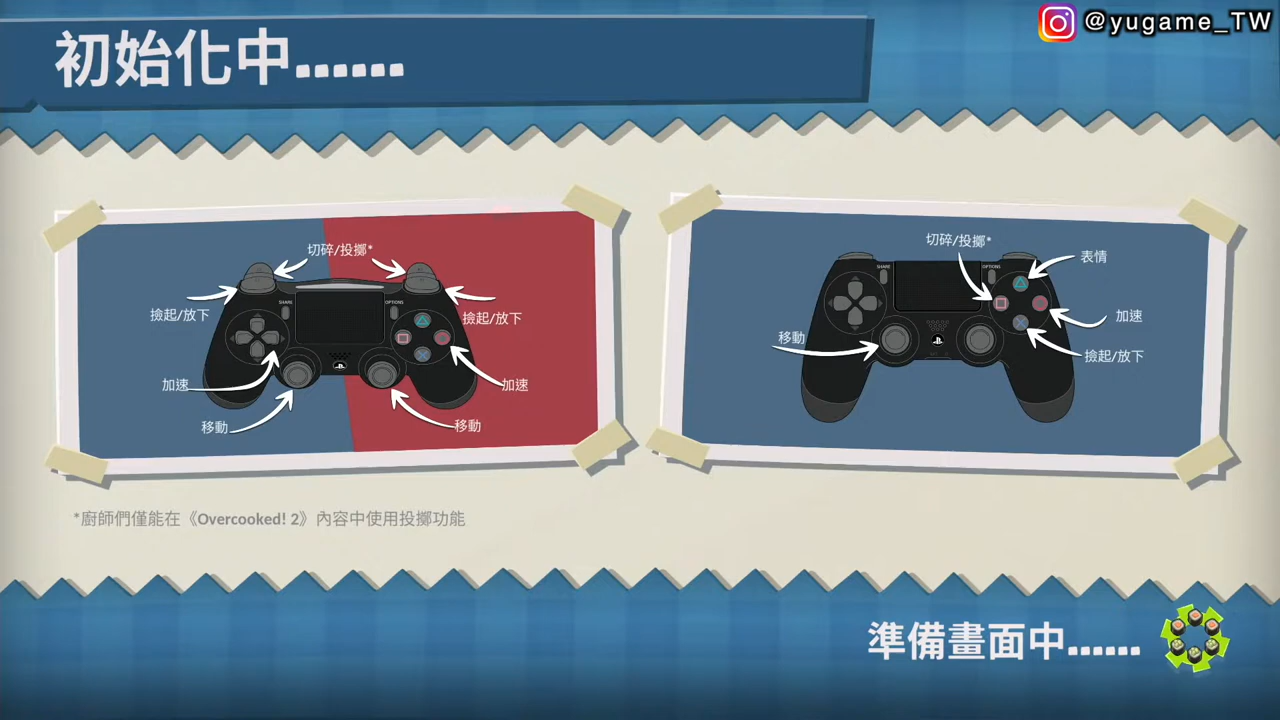 @yugame_TW
初始化中......
切碎/投擲*
撿起/放下
撿起/放下
加速
加速
移動
移動
SHARE
OPTIONS
切碎/投擲*
表情
加速
移動
撿起/放下
SHARE
OPTIONS
*廚師們僅能在《Overcooked! 2》內容中使用投擲功能
準備畫面中......